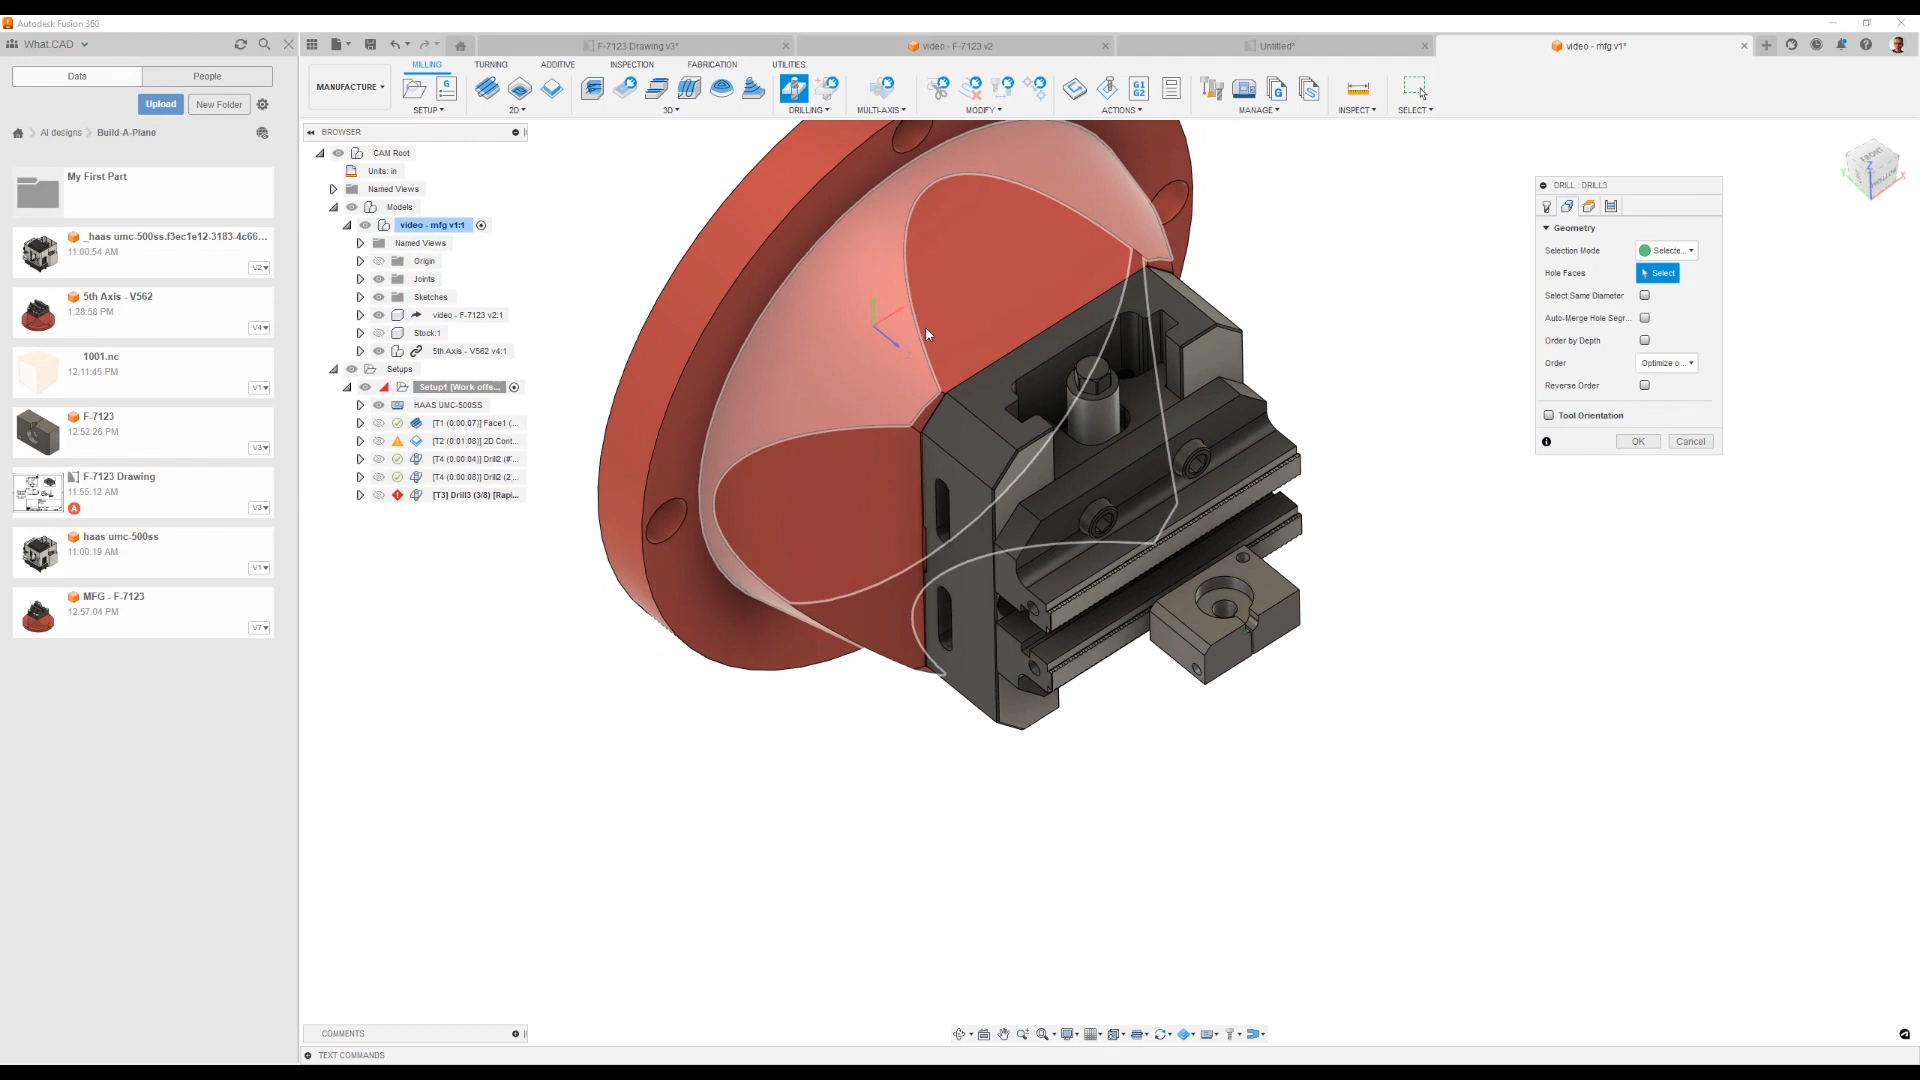 Autodesk Fusion 360
What.CAD
F-7123 Drawing v3*
video - F-7123 v2
Untitled*
video - mfg v1*
Data
People
MANUFACTURE
MILLING
TURNING
ADDITIVE
INSPECTION
FABRICATION
UTILITIES
SETUP
2D
3D
DRILLING
MULTI-AXIS
MODIFY
ACTIONS
MANAGE
INSPECT
SELECT
G1
G2
Upload
New Folder
AI designs
Build-A-Plane
My First Part
_haas umc-500ss.f3ec1e12-3183-4c66...
11:00:54 AM
V2
5th Axis - V562
1:28:58 PM
V4
1001.nc
12:11:45 PM
V1
F-7123
12:52:26 PM
V3
F-7123 Drawing
11:55:12 AM
A
V3
haas umc-500ss
11:00:19 AM
V1
MFG - F-7123
12:57:04 PM
V7
BROWSER
CAM Root
Units: in
Named Views
Models
video - mfg v1:1
Named Views
Origin
Joints
Sketches
video - F-7123 v2:1
Stock:1
5th Axis - V562 v4:1
Setups
Setup1 [Work offs...
HAAS UMC-500SS
[T1 (0:00:07)] Face1 (...
[T2 (0:01:08)] 2D Cont...
[T4 (0:00:04)] Drill2 (#...
[T4 (0:00:08)] Drill2 (2)...
[T3] Drill3 (3/8) [Rapi...
FRONT
BOTTOM
Z
X
Y
DRILL : DRILL3
Geometry
Selection Mode
Selecte...
Hole Faces
Select
Select Same Diameter
Auto-Merge Hole Segr...
Order by Depth
Order
Optimize o...
Reverse Order
Tool Orientation
OK
Cancel
COMMENTS
TEXT COMMANDS